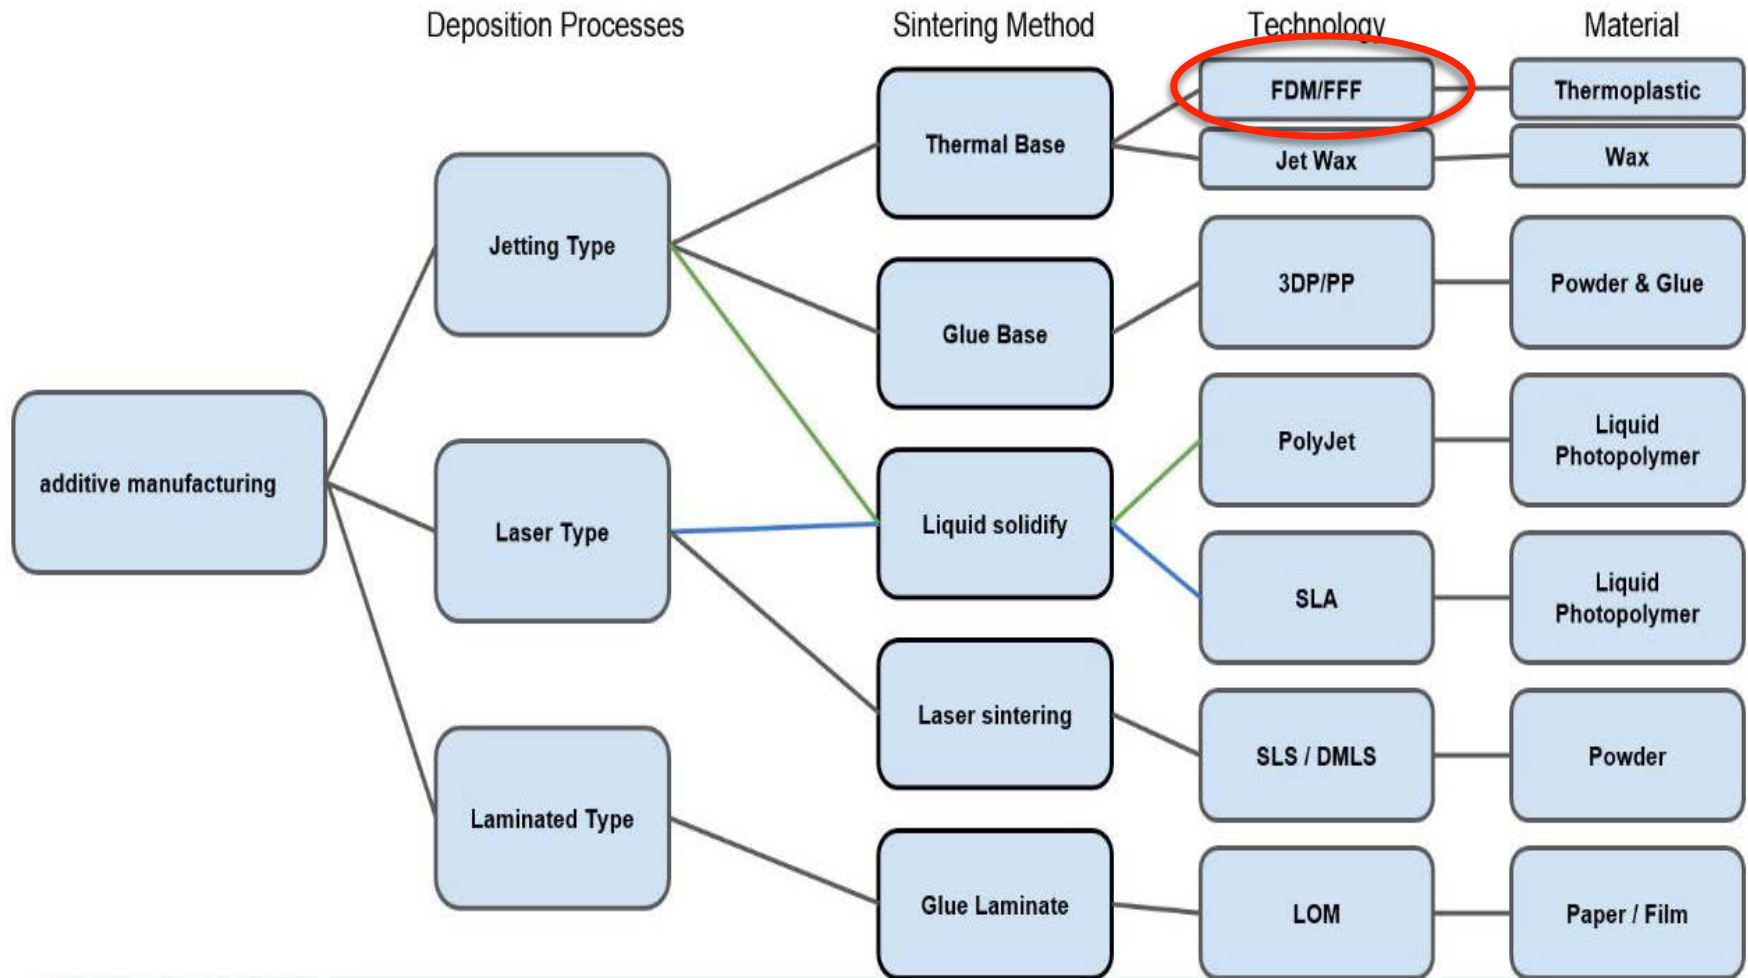 Deposition Processes
Sintering Method
Technology
Material
additive manufacturing
Jetting Type
Laser Type
Laminated Type
Thermal Base
Glue Base
Liquid solidify
Laser sintering
Glue Laminate
FDM/FFF
Jet Wax
3DP/PP
PolyJet
SLA
SLS / DMLS
LOM
Thermoplastic
Wax
Powder & Glue
Liquid
Photopolymer
Liquid
Photopolymer
Powder
Paper / Film